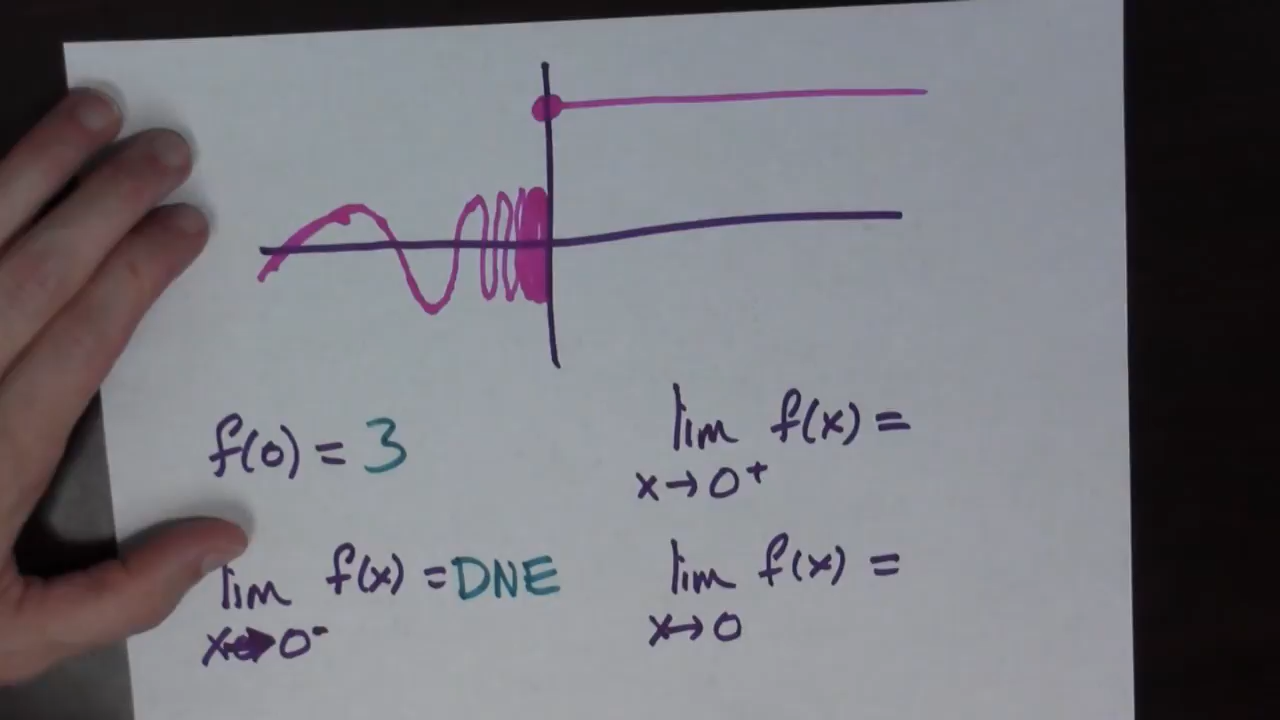 f(0) = 3
lim f(x) = DNE
x→0⁻
lim f(x) =
x→0⁺
lim f(x) =
x→0